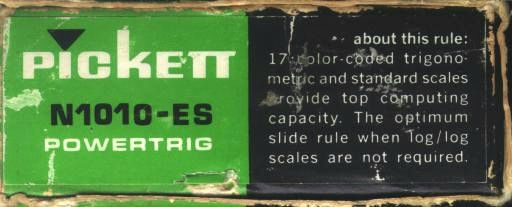 PICKETT
N1010-ES
POWERTRIG
about this rule:
17 color-coded trigono-
metric and standard scales
provide top computing
capacity. The optimum
slide rule when log/log
scales are not required.